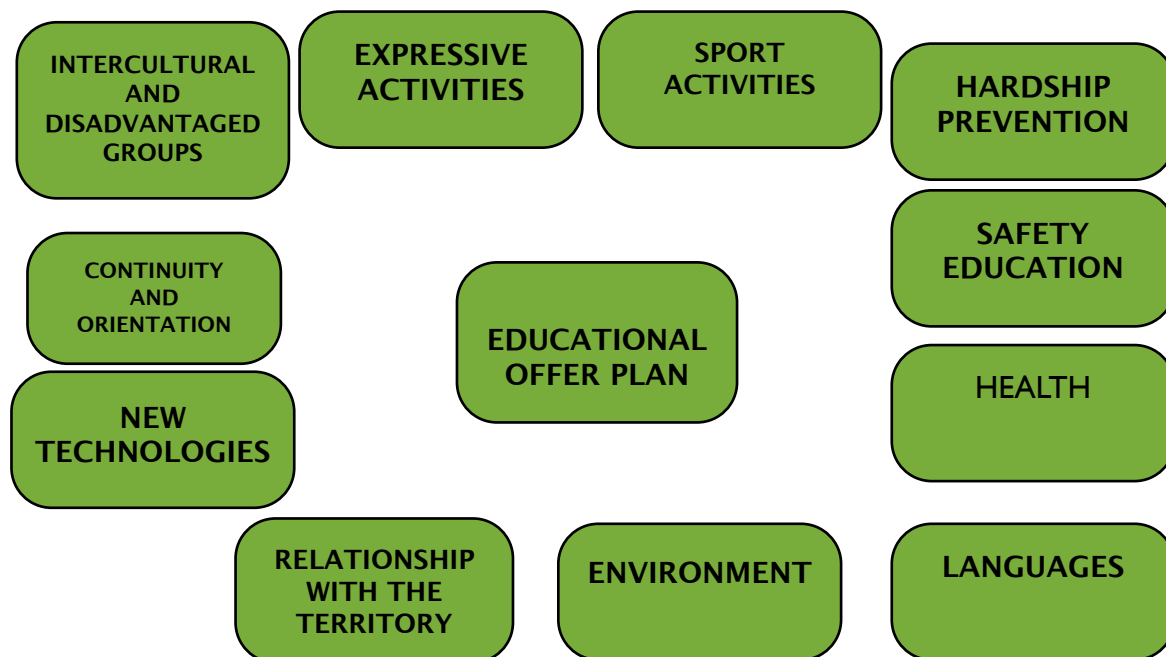 INTERCULTURAL
AND
DISADVANTAGED
GROUPS
EXPRESSIVE
ACTIVITIES
SPORT
ACTIVITIES
HARDSHIP
PREVENTION
SAFETY
EDUCATION
CONTINUITY
AND
ORIENTATION
EDUCATIONAL
OFFER PLAN
HEALTH
NEW
TECHNOLOGIES
RELATIONSHIP
WITH THE
TERRITORY
ENVIRONMENT
LANGUAGES